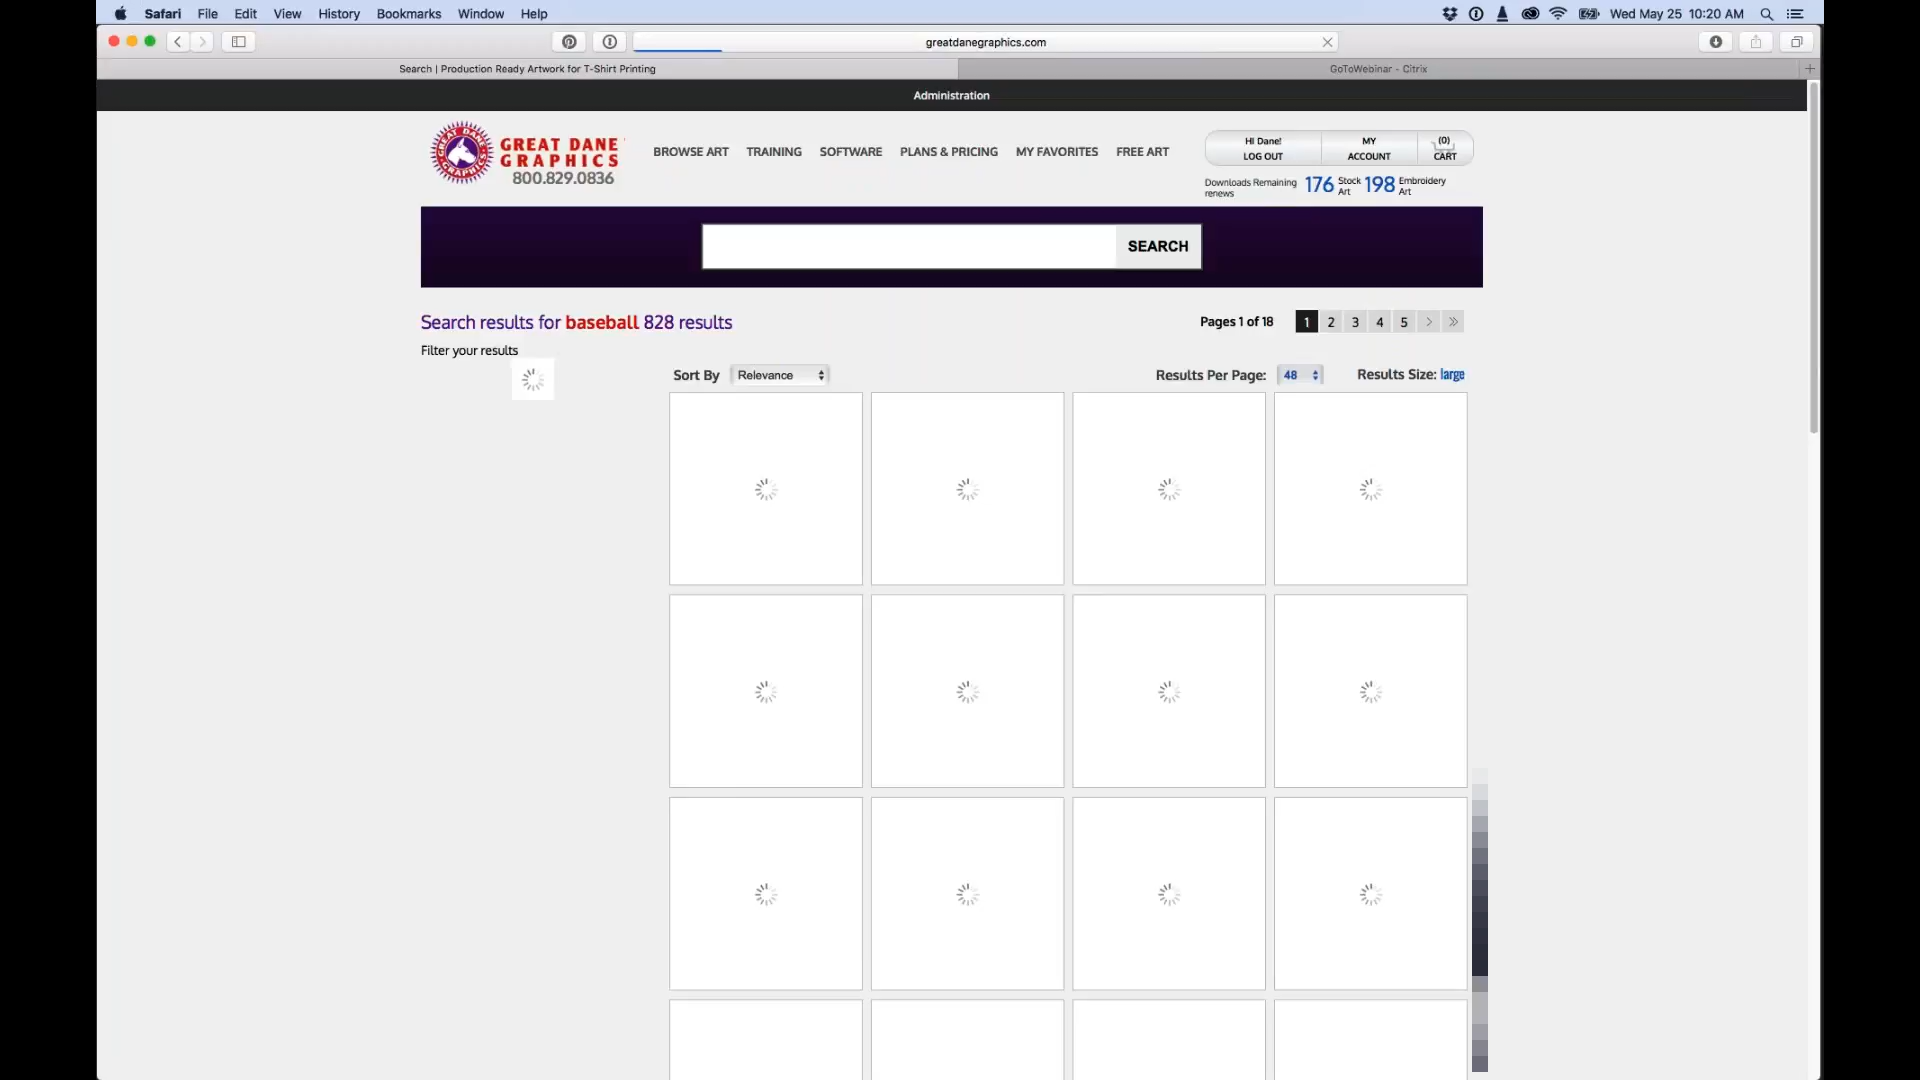 Safari File Edit View History Bookmarks Window Help Wed May 25 10:20 AM
greatdanegraphics.com
Search | Production Ready Artwork for T-Shirt Printing GoToWebinar - Citrix
Administration
GREAT DANE
GRAPHICS
800.829.0836
BROWSE ART TRAINING SOFTWARE PLANS & PRICING MY FAVORITES FREE ART
Hi Dane!
LOG OUT
MY
ACCOUNT
(0)
CART
Downloads Remaining
renews
176 Stock
Art
198 Embroidery
Art
SEARCH
Search results for baseball 828 results
Pages 1 of 18 1 2 3 4 5 > »
Filter your results
Sort By Relevance Results Per Page: 48 Results Size: large